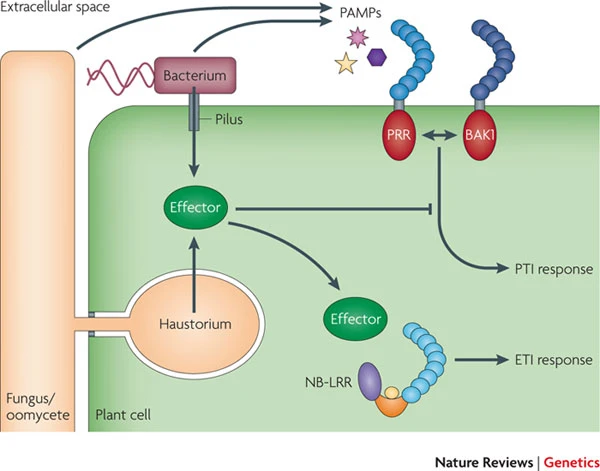 Extracellular space
PAMPs
Bacterium
Pilus
PRR
BAK1
Effector
PTI response
Haustorium
Effector
NB-LRR
ETI response
Fungus/
oomycete
Plant cell
Nature Reviews | Genetics